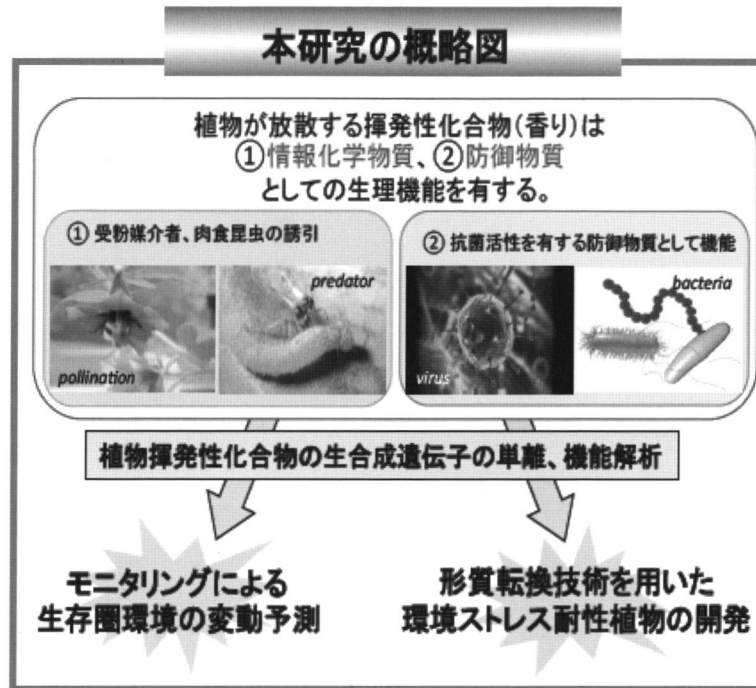 本研究の概略図
植物が放散する揮発性化合物(香り)は
①情報化学物質、②防御物質
としての生理機能を有する。
① 受粉媒介者、肉食昆虫の誘引
② 抗菌活性を有する防御物質として機能
pollination
predator
virus
bacteria
植物揮発性化合物の生合成遺伝子の単離、機能解析
モニタリングによる
生存圏環境の変動予測
形質転換技術を用いた
環境ストレス耐性植物の開発